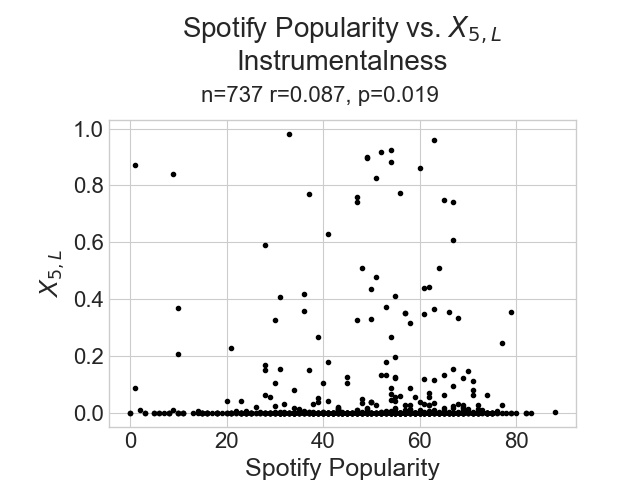 Spotify Popularity vs. X5, L
Instrumentalness
n=737 r=0.087, p=0.019
1.0
0.8
0.6
0.4
0.2
0.0
X5, L
0 20 40 60 80
Spotify Popularity